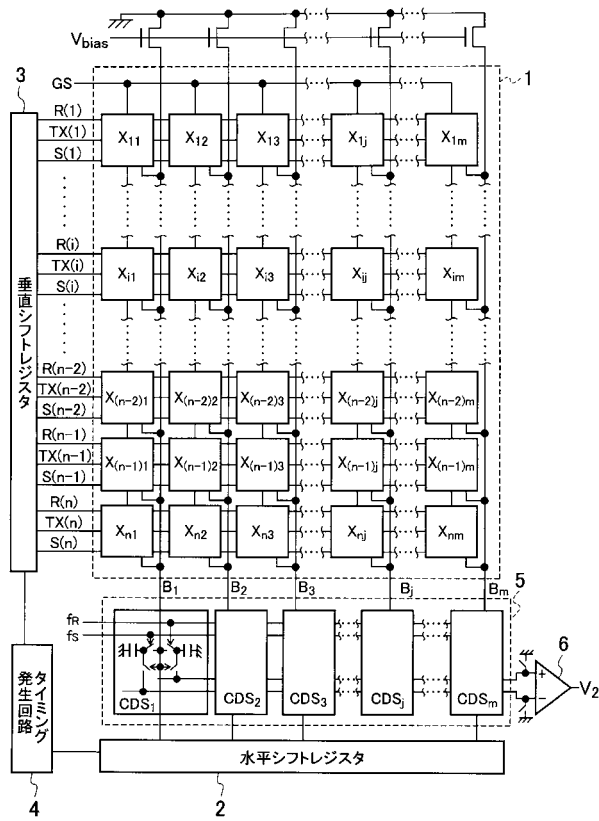 Vbias
3
1
GS
R(1)
TX(1)
S(1)
X11 X12 X13 X1j X1m
R(i)
TX(i)
S(i)
Xi1 Xi2 Xi3 Xij Xim
垂直シフトレジスタ
R(n-2)
TX(n-2)
S(n-2)
X(n-2)1 X(n-2)2 X(n-2)3 X(n-2)j X(n-2)m
R(n-1)
TX(n-1)
S(n-1)
X(n-1)1 X(n-1)2 X(n-1)3 X(n-1)j X(n-1)m
R(n)
TX(n)
S(n)
Xn1 Xn2 Xn3 Xnj Xnm
B1 B2 B3 Bj Bm
5
fR
fS
CDS1 CDS2 CDS3 CDSj CDSm
6
+
−
V2
タイミング
発生回路
4
水平シフトレジスタ
2